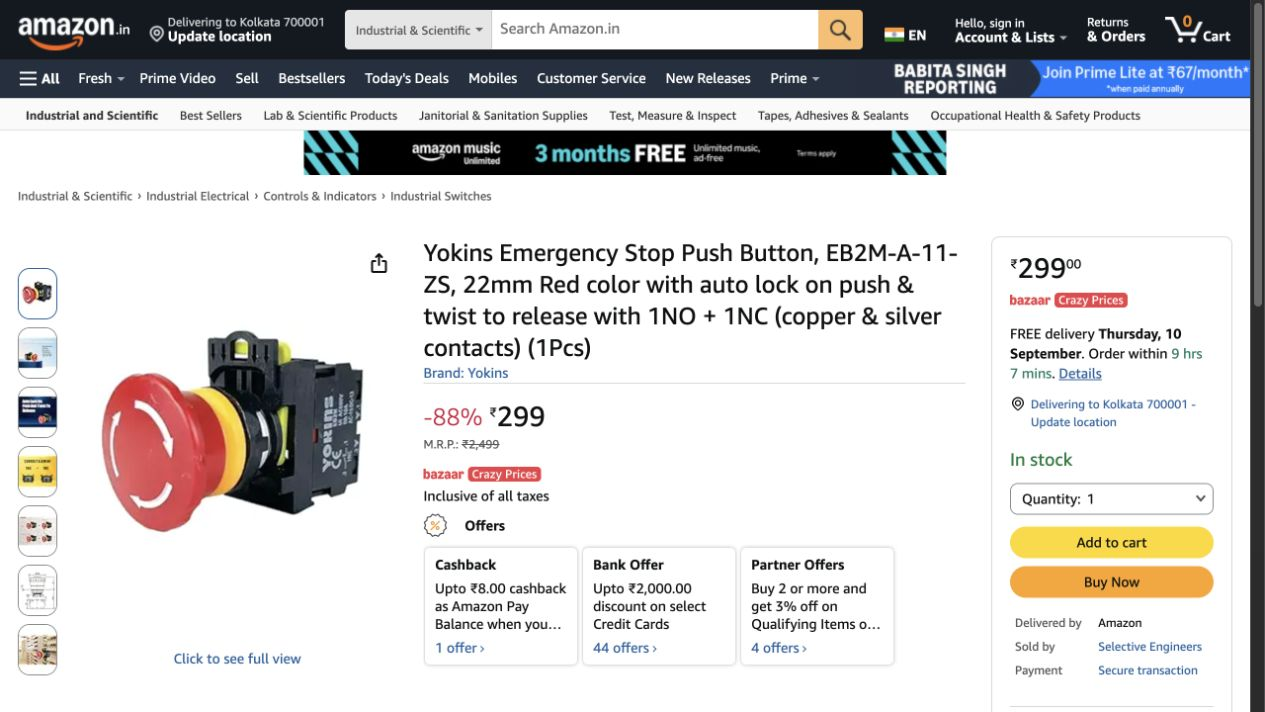 amazon.in
Delivering to Kolkata 700001
Update location
Industrial & Scientific
Search Amazon.in
EN
Hello, sign in
Account & Lists
Returns
& Orders
0
Cart
All
Fresh
Prime Video
Sell
Bestsellers
Today's Deals
Mobiles
Customer Service
New Releases
Prime
BABITA SINGH
REPORTING
Join Prime Lite at ₹67/month*
*when paid annually
Industrial and Scientific
Best Sellers
Lab & Scientific Products
Janitorial & Sanitation Supplies
Test, Measure & Inspect
Tapes, Adhesives & Sealants
Occupational Health & Safety Products
amazon music
Unlimited
3 months FREE
Unlimited music,
ad-free
Terms apply
Industrial & Scientific › Industrial Electrical › Controls & Indicators › Industrial Switches
YOKINS
CE
Click to see full view
Yokins Emergency Stop Push Button, EB2M-A-11-
ZS, 22mm Red color with auto lock on push &
twist to release with 1NO + 1NC (copper & silver
contacts) (1Pcs)
Brand: Yokins
-88% ₹299
M.R.P.: ₹2,499
bazaar Crazy Prices
Inclusive of all taxes
% Offers
Cashback
Upto ₹8.00 cashback
as Amazon Pay
Balance when you…
1 offer ›
Bank Offer
Upto ₹2,000.00
discount on select
Credit Cards
44 offers ›
Partner Offers
Buy 2 or more and
get 3% off on
Qualifying Items o…
4 offers ›
₹29900
bazaar Crazy Prices
FREE delivery Thursday, 10
September. Order within 9 hrs
7 mins. Details
Delivering to Kolkata 700001 -
Update location
In stock
Quantity: 1
Add to cart
Buy Now
Delivered by Amazon
Sold by Selective Engineers
Payment Secure transaction